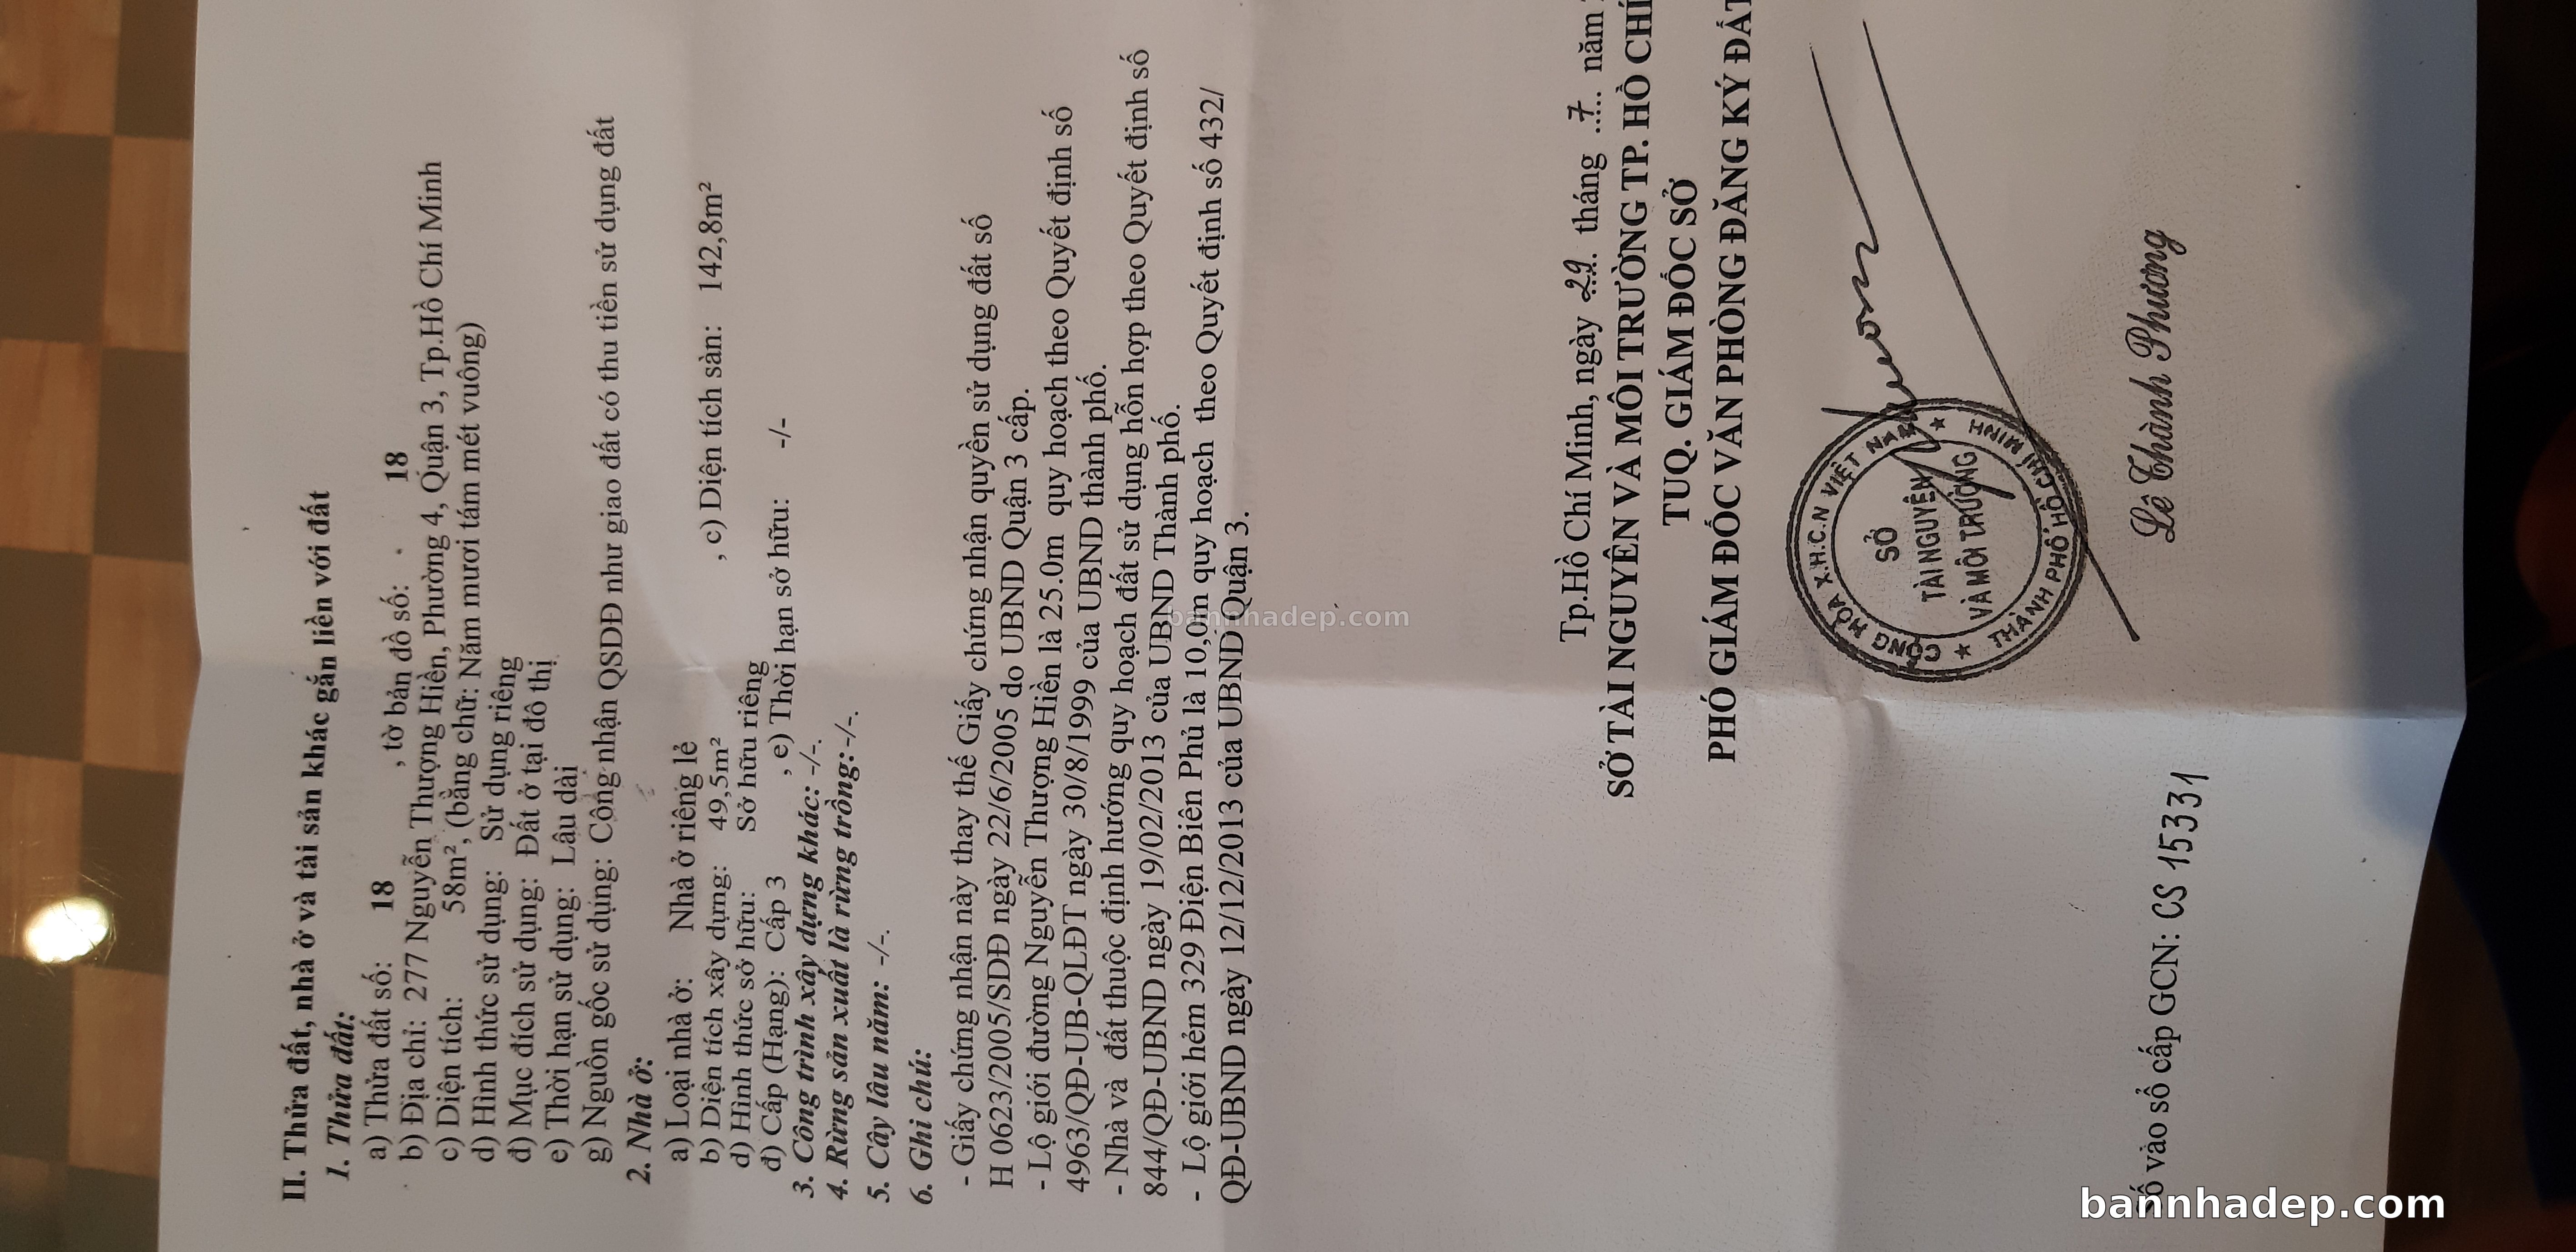 II. Thửa đất, nhà ở và tài sản khác gắn liền với đất
1. Thửa đất:
a) Thửa đất số: 18 , tờ bản đồ số: 18
b) Địa chỉ: 277 Nguyễn Thượng Hiền, Phường 4, Quận 3, Tp.Hồ Chí Minh
c) Diện tích: 58m², (bằng chữ: Năm mươi tám mét vuông)
d) Hình thức sử dụng: Sử dụng riêng
đ) Mục đích sử dụng: Đất ở tại đô thị
e) Thời hạn sử dụng: Lâu dài
g) Nguồn gốc sử dụng: Công nhận QSDĐ như giao đất có thu tiền sử dụng đất
2. Nhà ở:
a) Loại nhà ở: Nhà ở riêng lẻ
b) Diện tích xây dựng: 49,5m² , c) Diện tích sàn: 142,8m²
d) Hình thức sở hữu: Sở hữu riêng
đ) Cấp (Hạng): Cấp 3 , e) Thời hạn sở hữu: -/-
3. Công trình xây dựng khác: -/-.
4. Rừng sản xuất là rừng trồng: -/-.
5. Cây lâu năm: -/-.
6. Ghi chú:
- Giấy chứng nhận này thay thế Giấy chứng nhận quyền sử dụng đất số
H 0623/2005/SDĐ ngày 22/6/2005 do UBND Quận 3 cấp.
- Lộ giới đường Nguyễn Thượng Hiền là 25.0m quy hoạch theo Quyết định số
4963/QĐ-UB-QLĐT ngày 30/8/1999 của UBND thành phố.
- Nhà và đất thuộc định hướng quy hoạch đất sử dụng hỗn hợp theo Quyết định số
844/QĐ-UBND ngày 19/02/2013 của UBND Thành phố.
- Lộ giới hẻm 329 Điện Biên Phủ là 10,0m quy hoạch theo Quyết định số 432/
QĐ-UBND ngày 12/12/2013 của UBND Quận 3.
bannhadep.com
Tp.Hồ Chí Minh, ngày 29 tháng 7 năm
SỞ TÀI NGUYÊN VÀ MÔI TRƯỜNG TP. HỒ CHÍ
TUQ. GIÁM ĐỐC SỞ
PHÓ GIÁM ĐỐC VĂN PHÒNG ĐĂNG KÝ ĐẤT
CỘNG HÒA X.H.C.N VIỆT NAM
SỞ
TÀI NGUYÊN
VÀ MÔI TRƯỜNG
THÀNH PHỐ HỒ CHÍ MINH
Lê Thành Phương
Số vào sổ cấp GCN: CS 15331
bannhadep.com